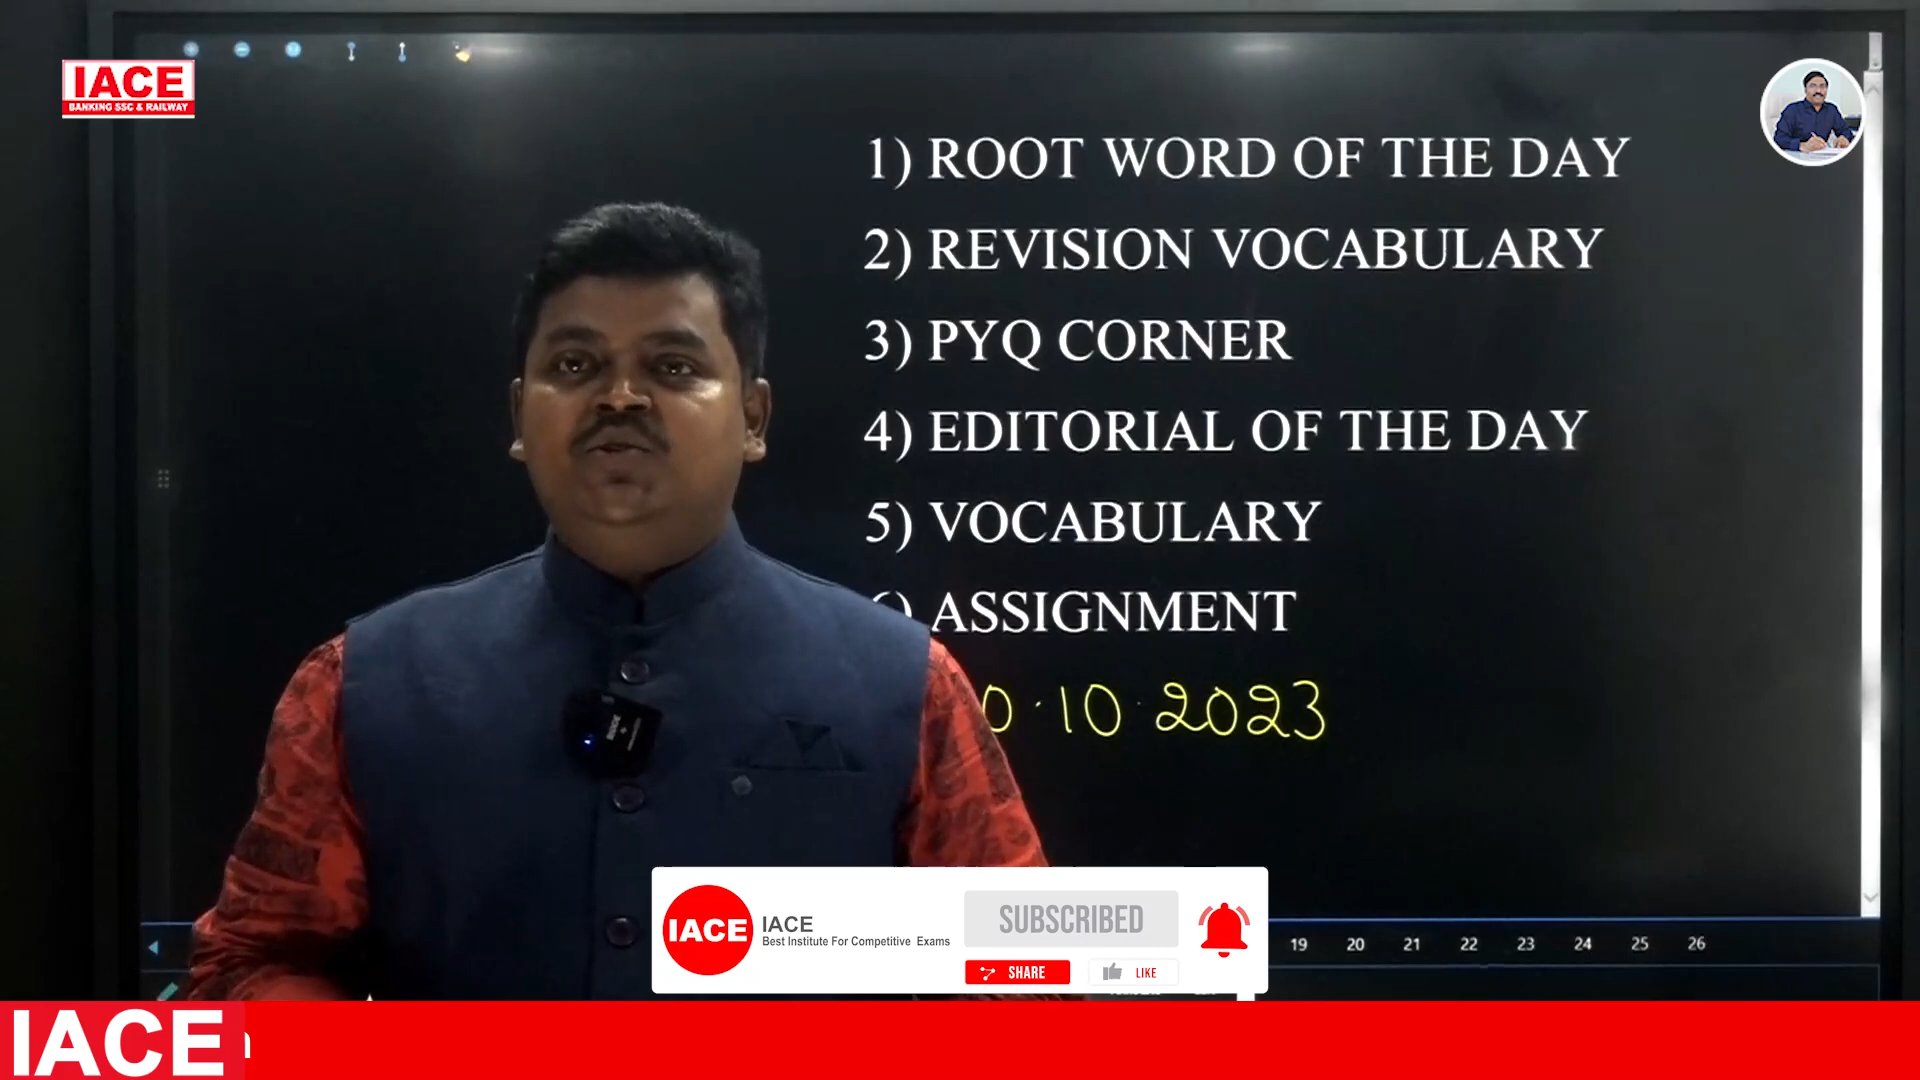 IACE
BANKING SSC & RAILWAY
1) ROOT WORD OF THE DAY
2) REVISION VOCABULARY
3) PYQ CORNER
4) EDITORIAL OF THE DAY
5) VOCABULARY
ASSIGNMENT
0.10.2023
IACE
IACE
Best Institute For Competitive Exams
SUBSCRIBED
SHARE
LIKE
19 20 21 22 23 24 25 26
IACE